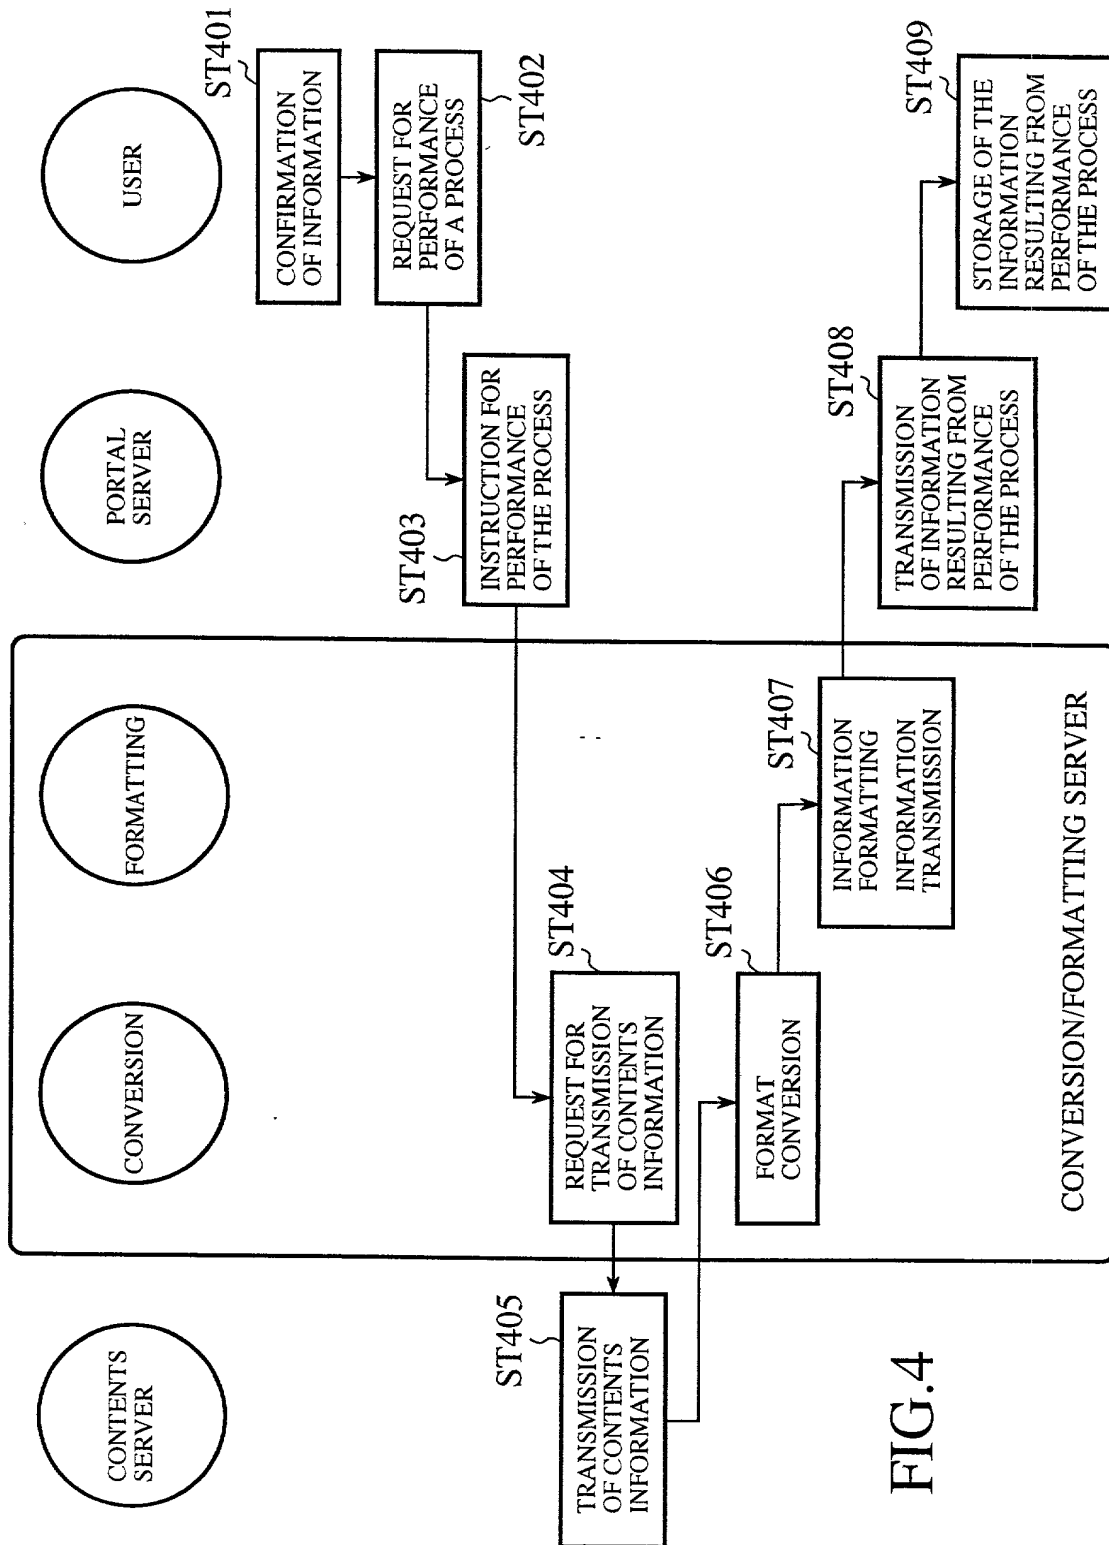 CONTENTS
SERVER
CONVERSION
FORMATTING
PORTAL
SERVER
USER
ST401
CONFIRMATION
OF INFORMATION
REQUEST FOR
PERFORMANCE
OF A PROCESS
ST402
ST403
INSTRUCTION FOR
PERFORMANCE
OF THE PROCESS
ST404
REQUEST FOR
TRANSMISSION
OF CONTENTS
INFORMATION
ST405
TRANSMISSION
OF CONTENTS
INFORMATION
ST406
FORMAT
CONVERSION
ST407
INFORMATION
FORMATTING
INFORMATION
TRANSMISSION
ST408
TRANSMISSION
OF INFORMATION
RESULTING FROM
PERFORMANCE
OF THE PROCESS
ST409
STORAGE OF THE
INFORMATION
RESULTING FROM
PERFORMANCE
OF THE PROCESS
CONVERSION/FORMATTING SERVER
FIG.4